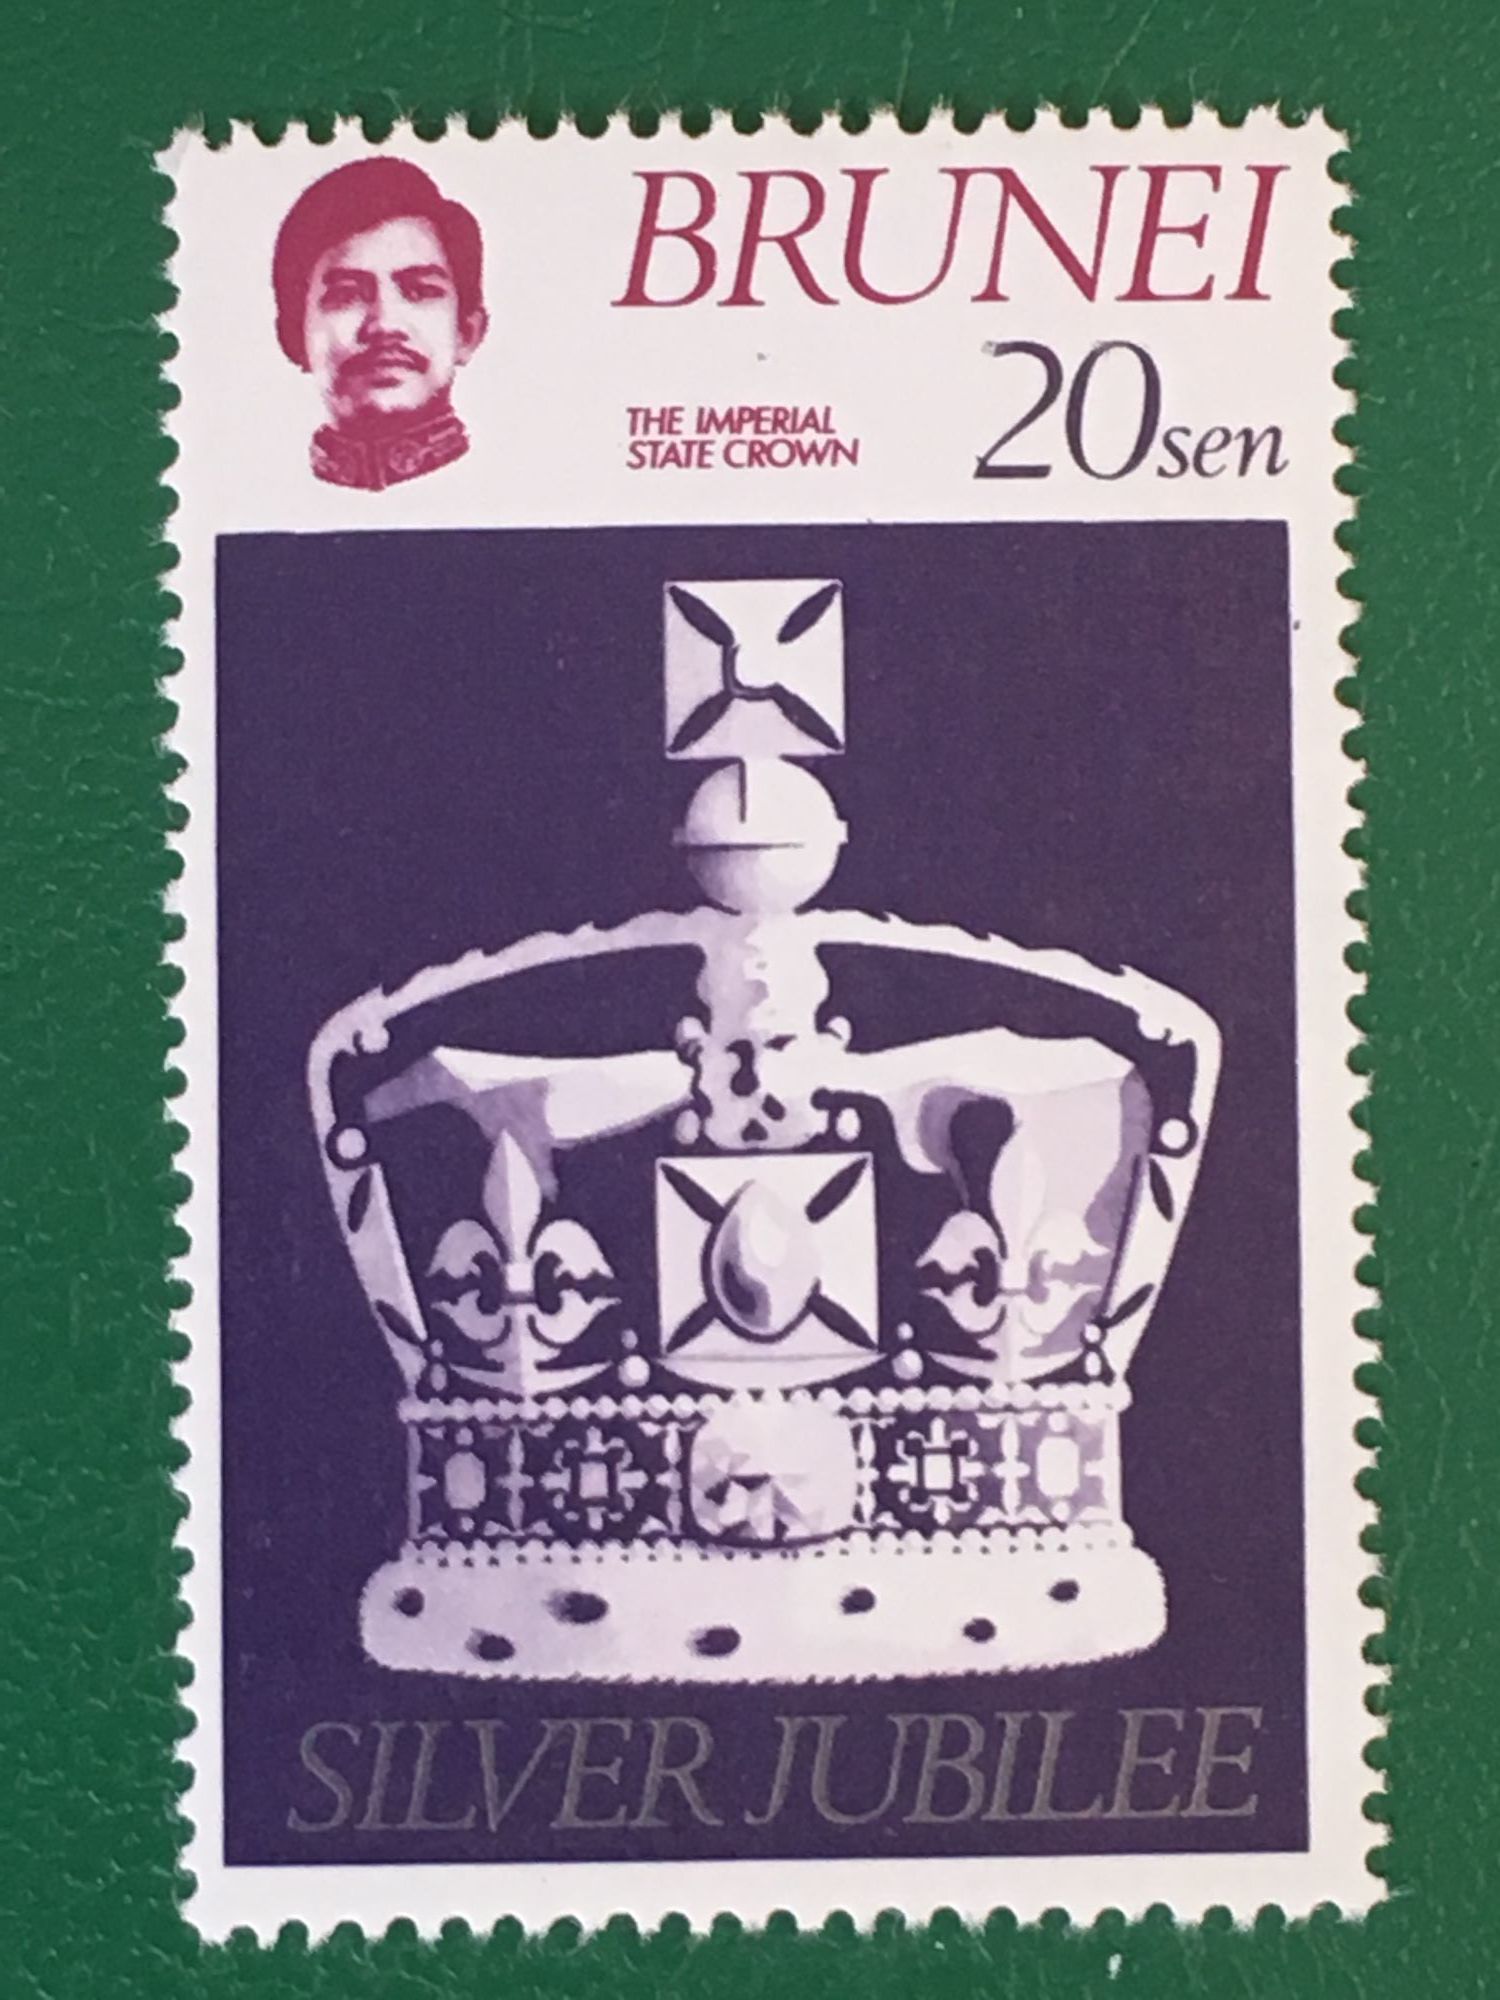 BRUNEI
20sen
THE IMPERIAL
STATE CROWN
SILVER JUBILEE